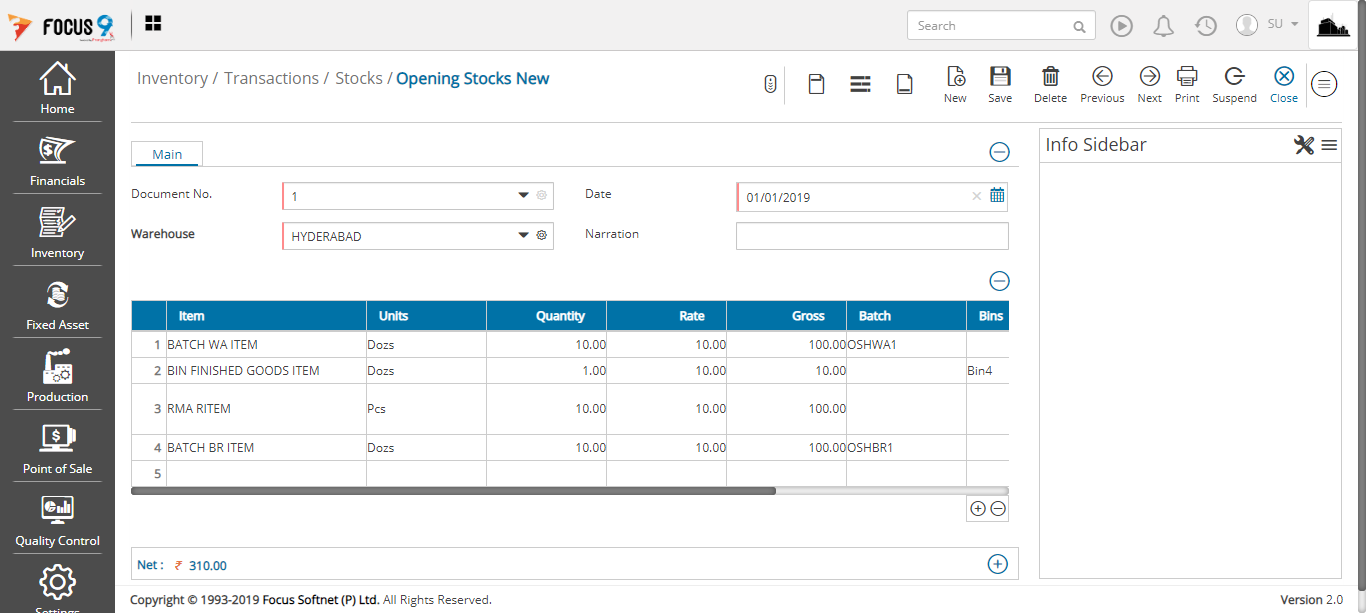 FOCUS 9
Search
SU
Home
Financials
Inventory
Fixed Asset
Production
Point of Sale
Quality Control
Settings
Inventory / Transactions / Stocks / Opening Stocks New
New Save Delete Previous Next Print Suspend Close
Main
Document No. 1 Date 01/01/2019
Warehouse HYDERABAD Narration
Item Units Quantity Rate Gross Batch Bins
1 BATCH WA ITEM Dozs 10.00 10.00 100.00 OSHWA1
2 BIN FINISHED GOODS ITEM Dozs 1.00 10.00 10.00 Bin4
3 RMA RITEM Pcs 10.00 10.00 100.00
4 BATCH BR ITEM Dozs 10.00 10.00 100.00 OSHBR1
5
Net : ₹ 310.00
Info Sidebar
Copyright © 1993-2019 Focus Softnet (P) Ltd. All Rights Reserved.
Version 2.0